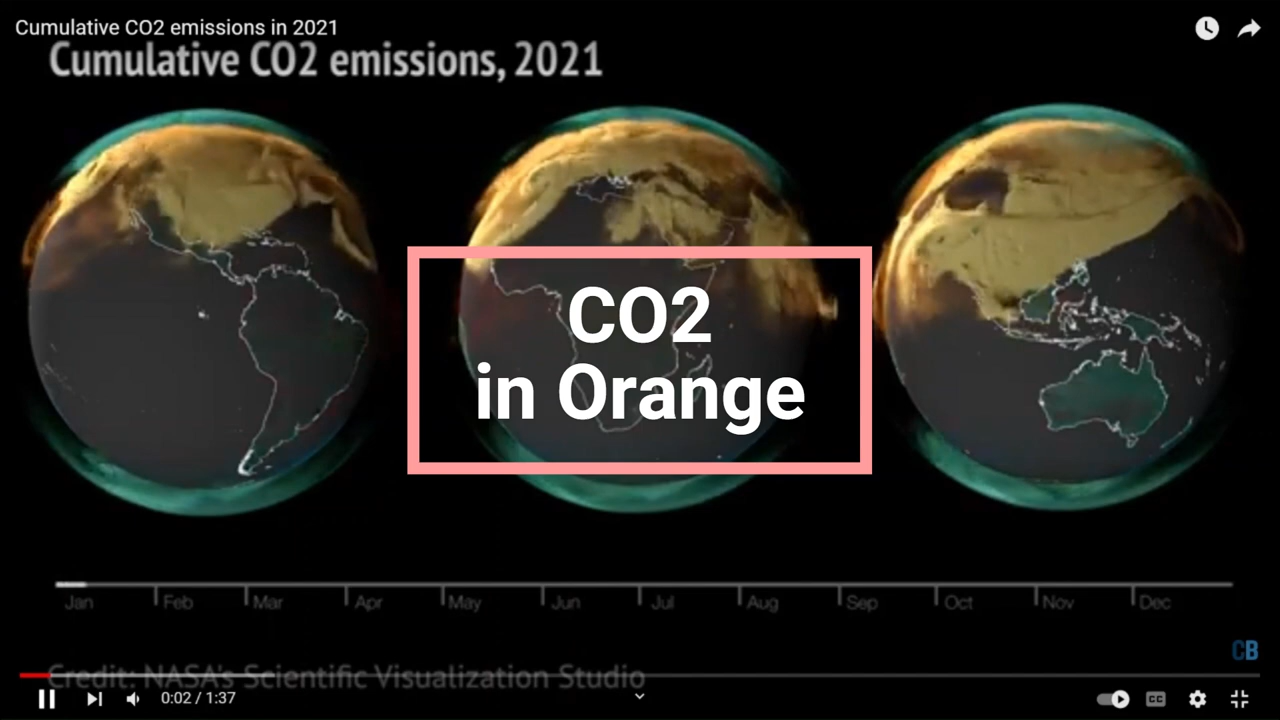 Cumulative CO2 emissions in 2021
Cumulative CO2 emissions, 2021
CO2
in Orange
Jan Feb Mar Apr May Jun Jul Aug Sep Oct Nov Dec
CB
Credit: NASA's Scientific Visualization Studio
0:02 / 1:37
CC